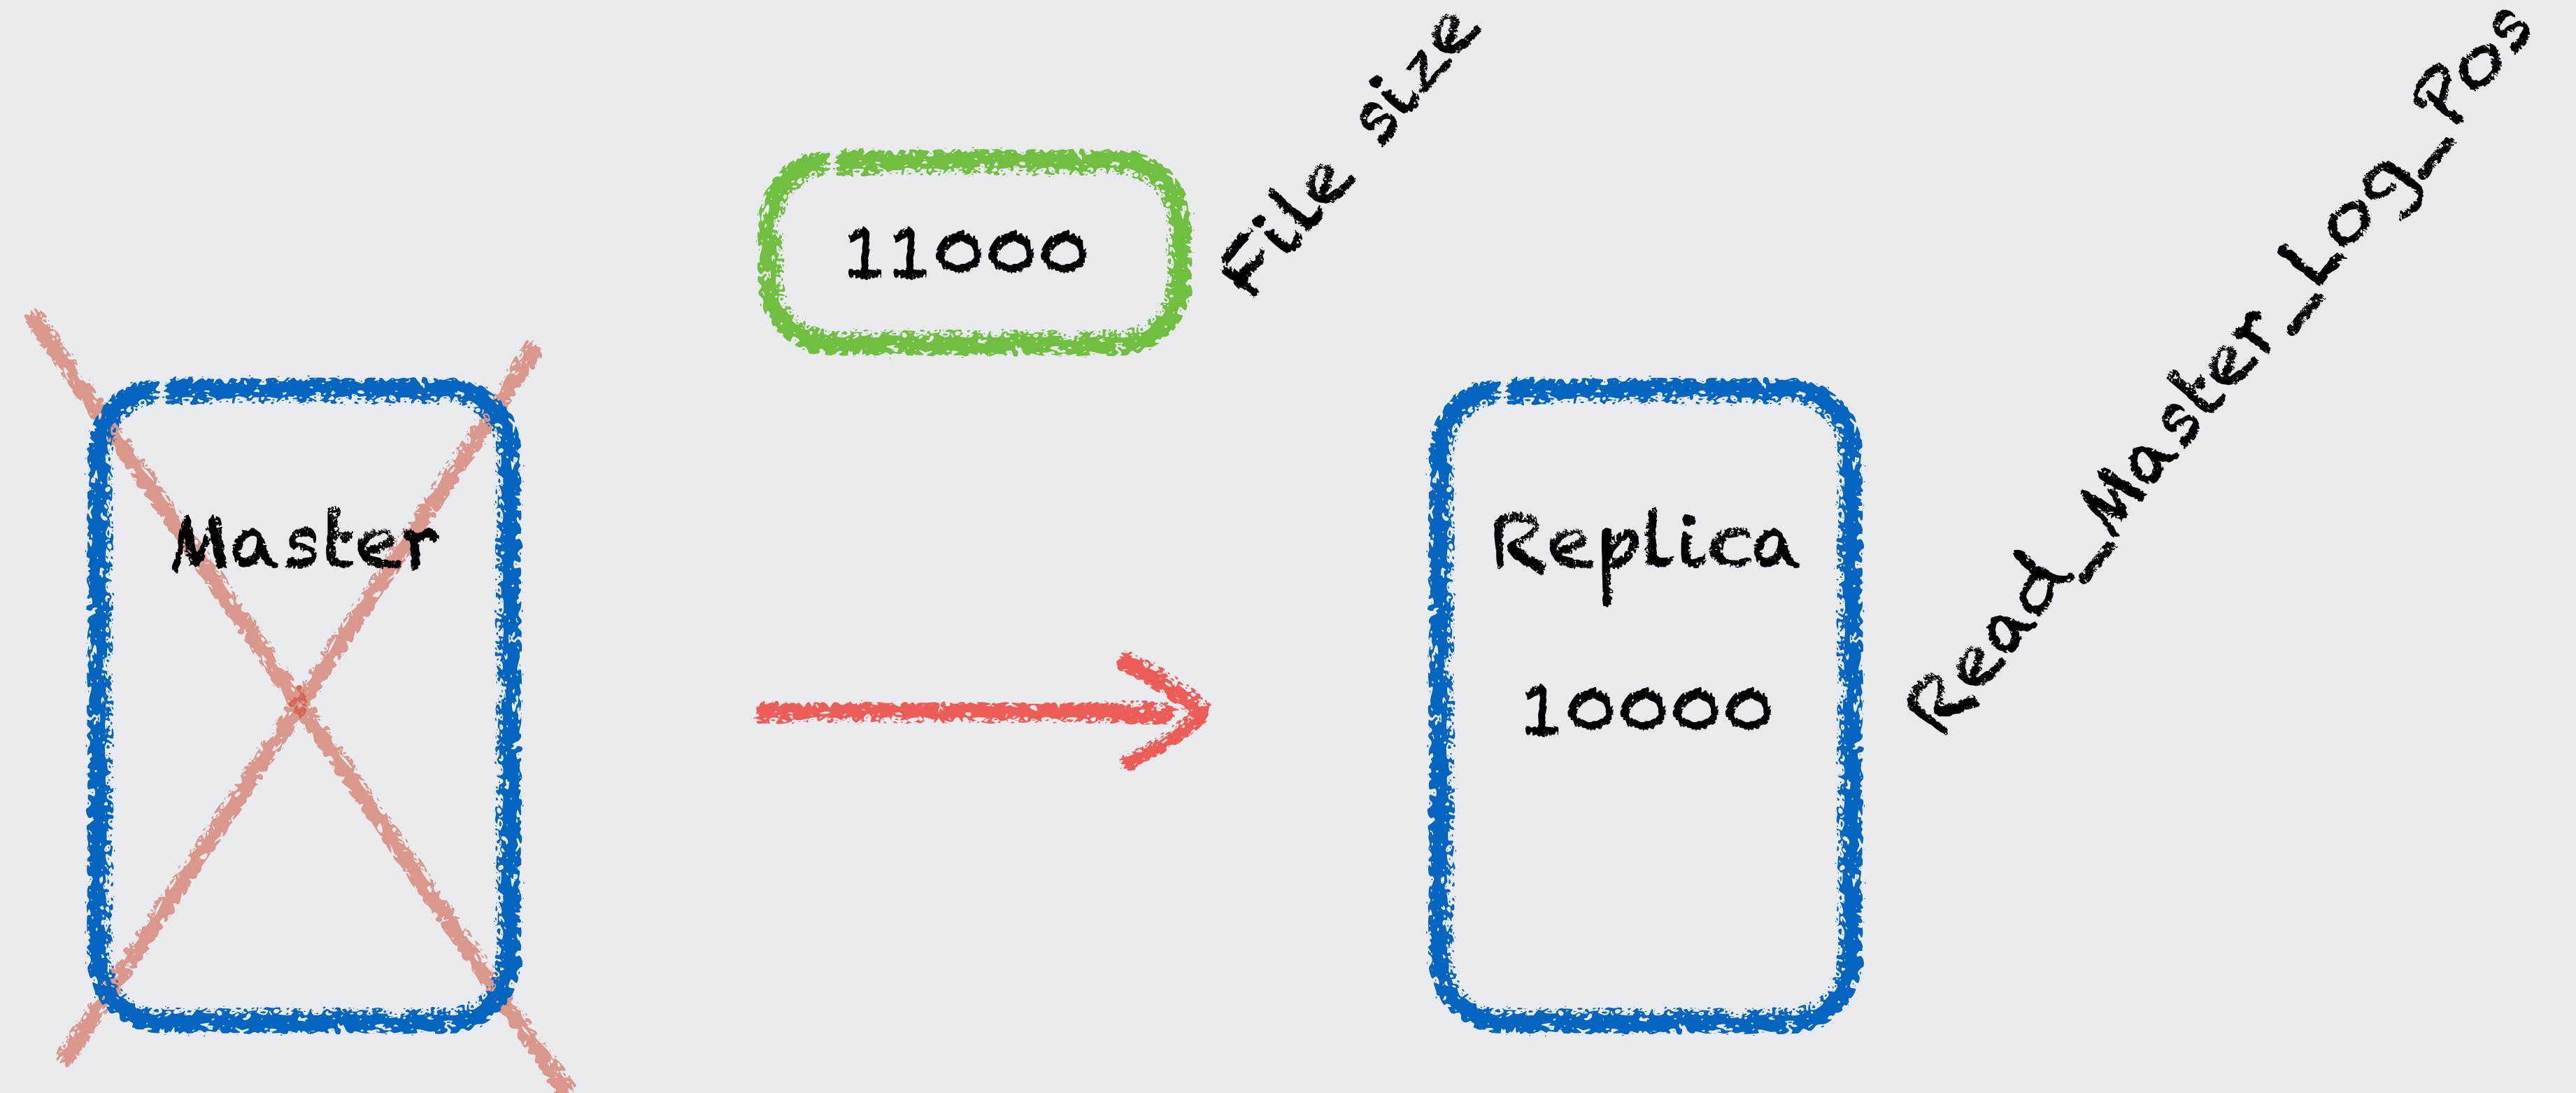 11000
File size
Master
Replica
10000
Read_Master_Log_Pos